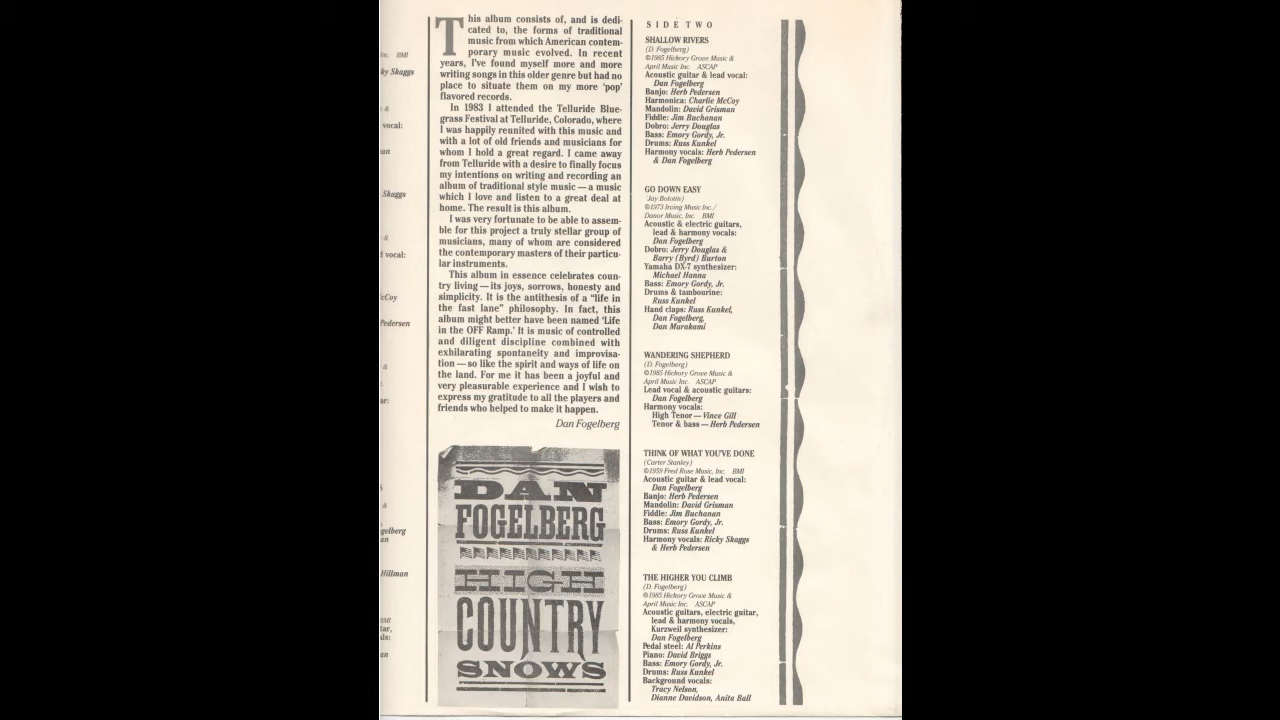 Inc. BMI
ky Skaggs
&
vocal:
Skaggs
&
vocal:
cCoy
Pedersen
&
&
gelberg
Hillman
BMI
This album consists of, and is dedi-
cated to, the forms of traditional
music from which American contem-
porary music evolved. In recent
years, I've found myself more and more
writing songs in this older genre but had no
place to situate them on my more 'pop'
flavored records.
In 1983 I attended the Telluride Blue-
grass Festival at Telluride, Colorado, where
I was happily reunited with this music and
with a lot of old friends and musicians for
whom I hold a great regard. I came away
from Telluride with a desire to finally focus
my intentions on writing and recording an
album of traditional style music — a music
which I love and listen to a great deal at
home. The result is this album.
I was very fortunate to be able to assem-
ble for this project a truly stellar group of
musicians, many of whom are considered
the contemporary masters of their particu-
lar instruments.
This album in essence celebrates coun-
try living — its joys, sorrows, honesty and
simplicity. It is the antithesis of a "life in
the fast lane" philosophy. In fact, this
album might better have been named 'Life
in the OFF Ramp.' It is music of controlled
and diligent discipline combined with
exhilarating spontaneity and improvisa-
tion — so like the spirit and ways of life on
the land. For me it has been a joyful and
very pleasurable experience and I wish to
express my gratitude to all the players and
friends who helped to make it happen.
Dan Fogelberg
DAN
FOGELBERG
HIGH
COUNTRY
SNOWS
SIDE TWO
SHALLOW RIVERS
(D. Fogelberg)
©1985 Hickory Grove Music &
April Music Inc. ASCAP
Acoustic guitar & lead vocal:
Dan Fogelberg
Banjo: Herb Pedersen
Harmonica: Charlie McCoy
Mandolin: David Grisman
Fiddle: Jim Buchanan
Dobro: Jerry Douglas
Bass: Emory Gordy, Jr.
Drums: Russ Kunkel
Harmony vocals: Herb Pedersen
& Dan Fogelberg
GO DOWN EASY
(Jay Bolotin)
©1973 Irving Music Inc./
Danor Music, Inc. BMI
Acoustic & electric guitars,
lead & harmony vocals:
Dan Fogelberg
Dobro: Jerry Douglas &
Barry (Byrd) Burton
Yamaha DX-7 synthesizer:
Michael Hanna
Bass: Emory Gordy, Jr.
Drums & tambourine:
Russ Kunkel
Hand claps: Russ Kunkel,
Dan Fogelberg,
Dan Murakami
WANDERING SHEPHERD
(D. Fogelberg)
©1985 Hickory Grove Music &
April Music Inc. ASCAP
Lead vocal & acoustic guitars:
Dan Fogelberg
Harmony vocals:
High Tenor — Vince Gill
Tenor & bass — Herb Pedersen
THINK OF WHAT YOU'VE DONE
(Carter Stanley)
©1959 Fred Rose Music, Inc. BMI
Acoustic guitar & lead vocal:
Dan Fogelberg
Banjo: Herb Pedersen
Mandolin: David Grisman
Fiddle: Jim Buchanan
Bass: Emory Gordy, Jr.
Drums: Russ Kunkel
Harmony vocals: Ricky Skaggs
& Herb Pedersen
THE HIGHER YOU CLIMB
(D. Fogelberg)
©1985 Hickory Grove Music &
April Music Inc. ASCAP
Acoustic guitars, electric guitar,
lead & harmony vocals,
Kurzweil synthesizer:
Dan Fogelberg
Pedal steel: Al Perkins
Piano: David Briggs
Bass: Emory Gordy, Jr.
Drums: Russ Kunkel
Background vocals:
Tracy Nelson,
Dianne Davidson, Anita Ball